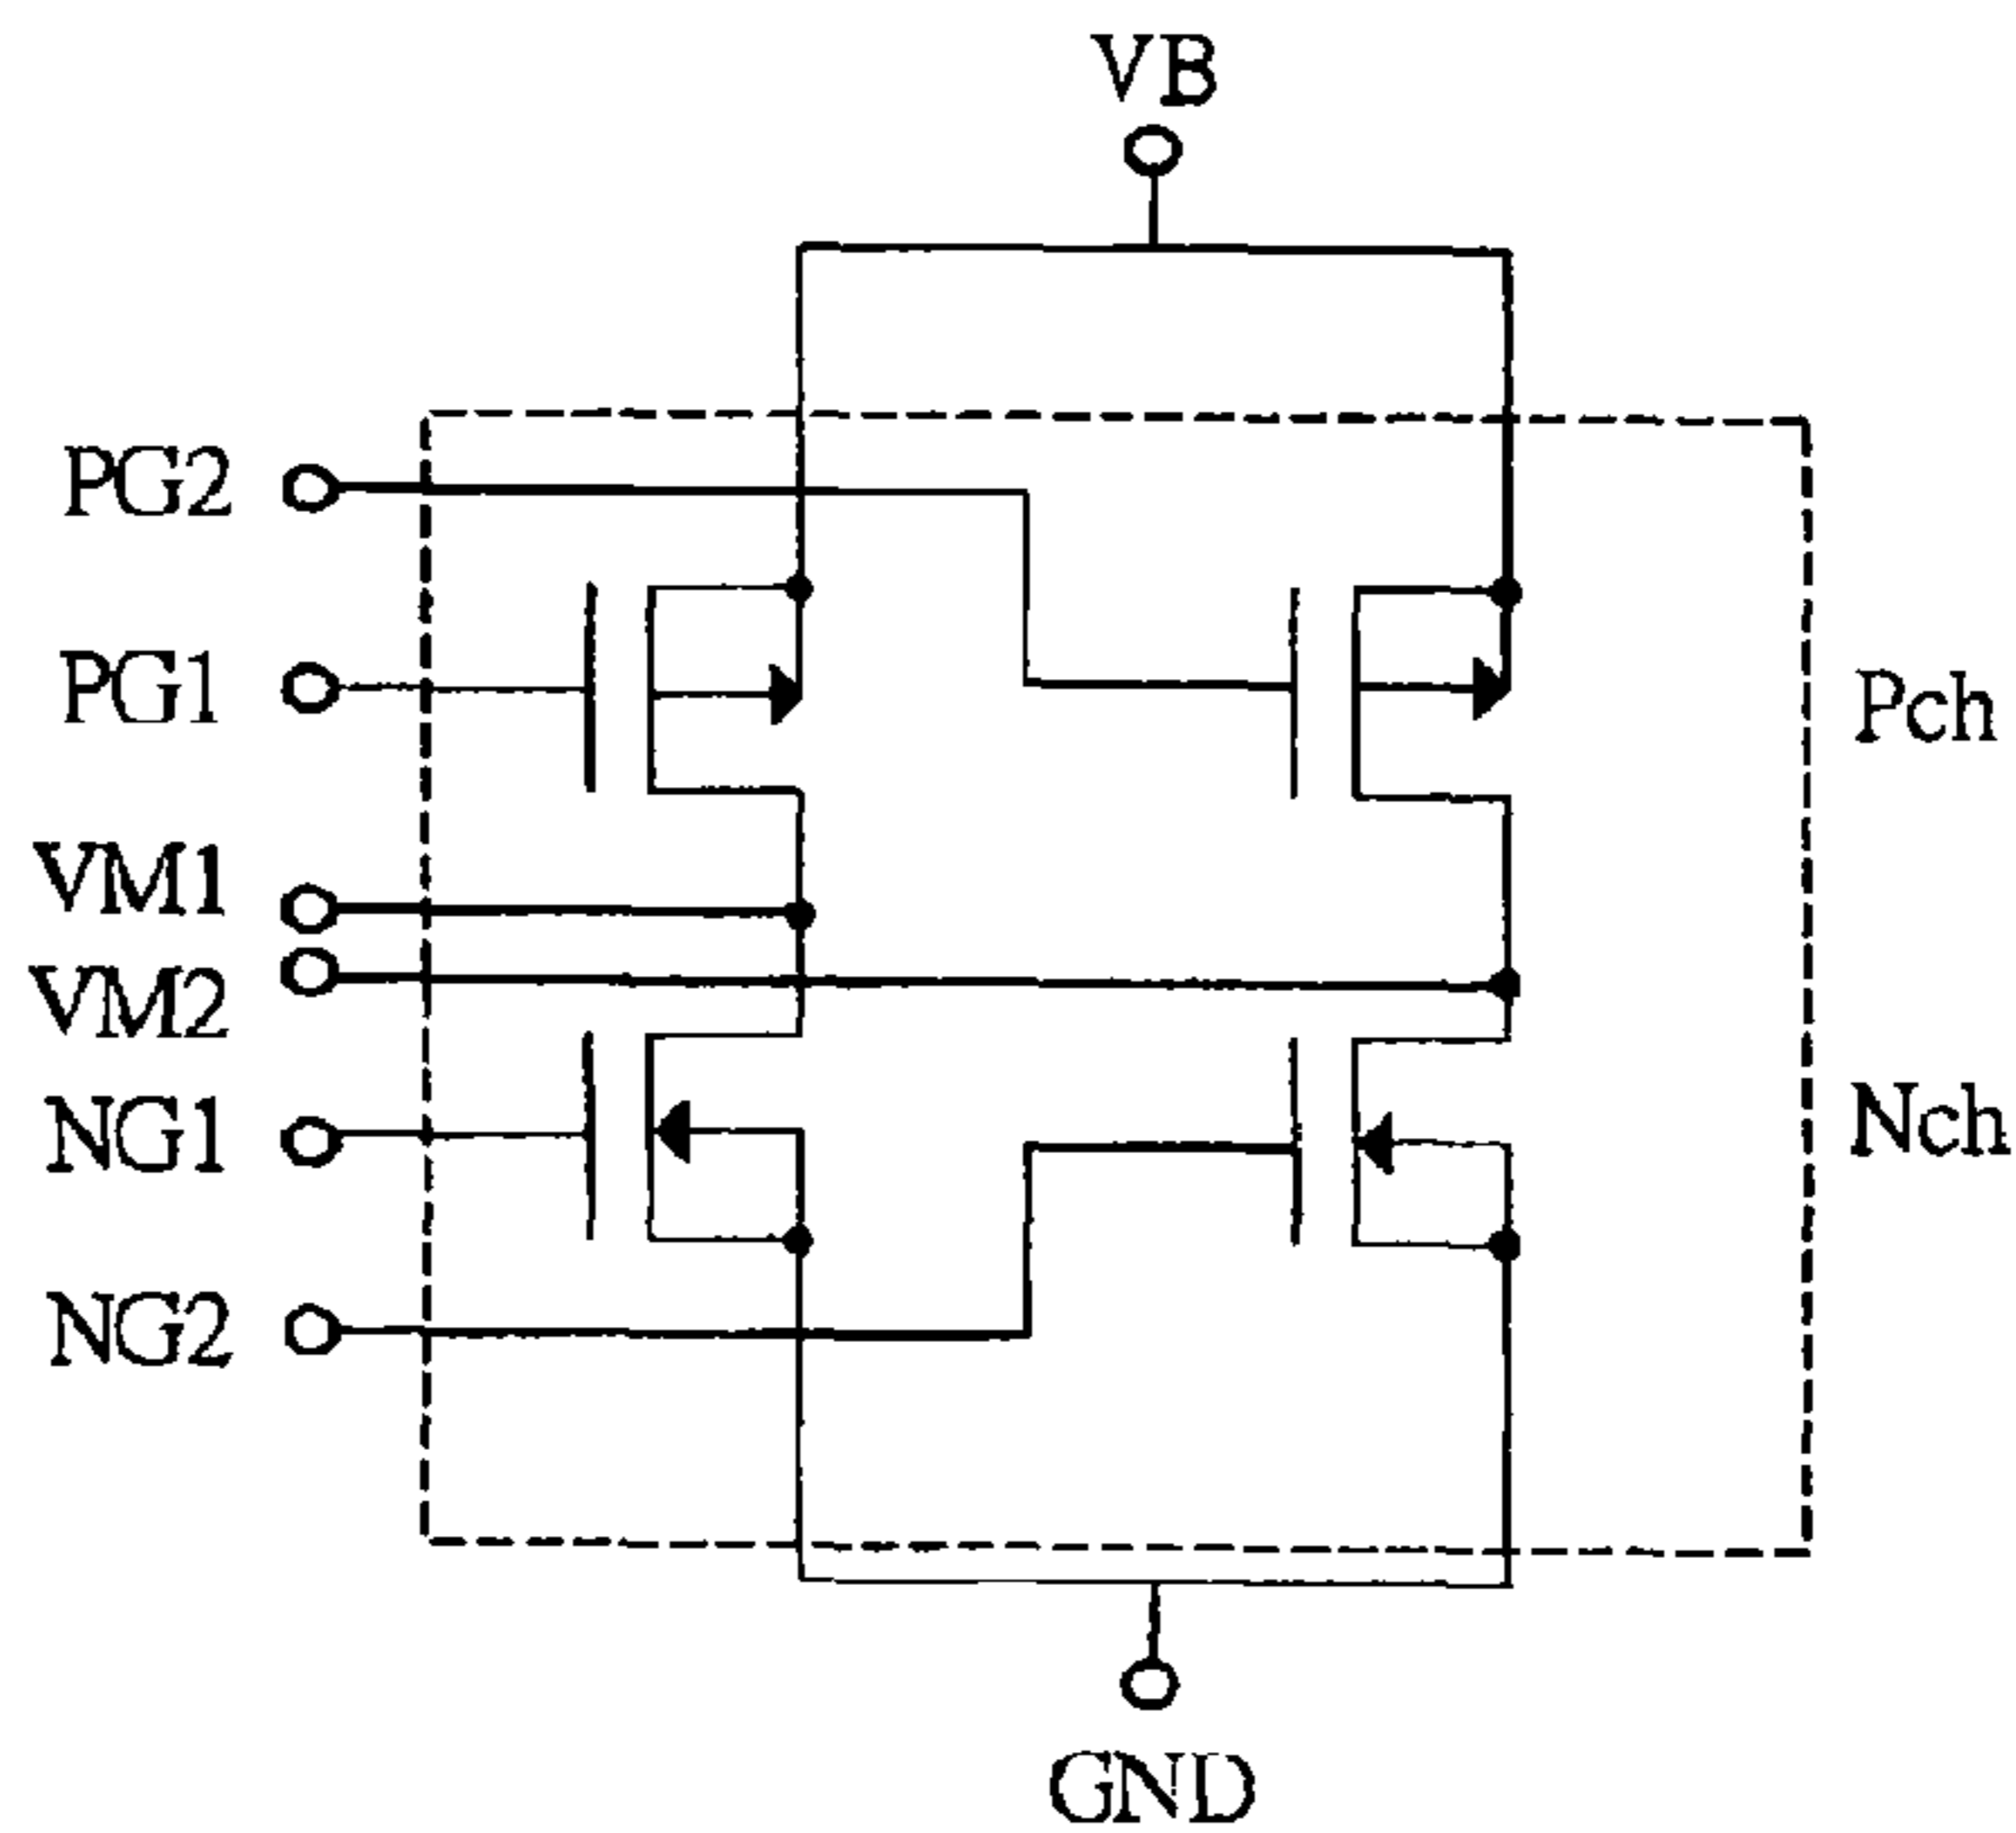 VB
PG2
PG1
Pch
VM1
VM2
NG1
Nch
NG2
GND